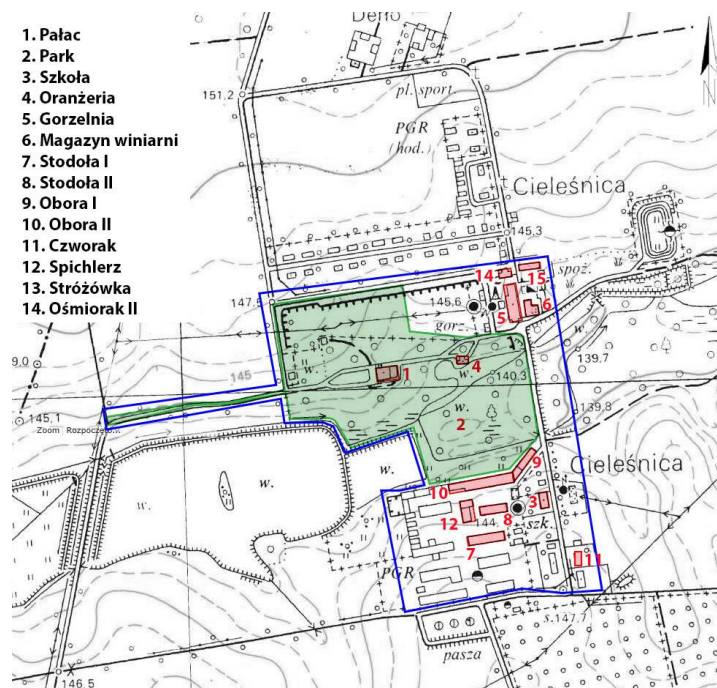 1. Pałac
2. Park
3. Szkoła
4. Oranżeria
5. Gorzelnia
6. Magazyn winiarni
7. Stodoła I
8. Stodoła II
9. Obora I
10. Obora II
11. Czworak
12. Spichlerz
13. Stróżówka
14. Ośmiorak II
151.2
pl. sport.
PGR
(hod.)
Cieleśnica
145.3
14
15
spoż.
147.
145.6
5
6
gorz.
w.
139.7
9.0
145
w.
1
4
w.
140.3
w.
2
139.3
145.1
Zoom Rozpoczęto...
w.
w.
w.
9
Cieleśnica
10
3
12
144
8
szk.
7
11
PGR
s.
147.7
pasza
146.5